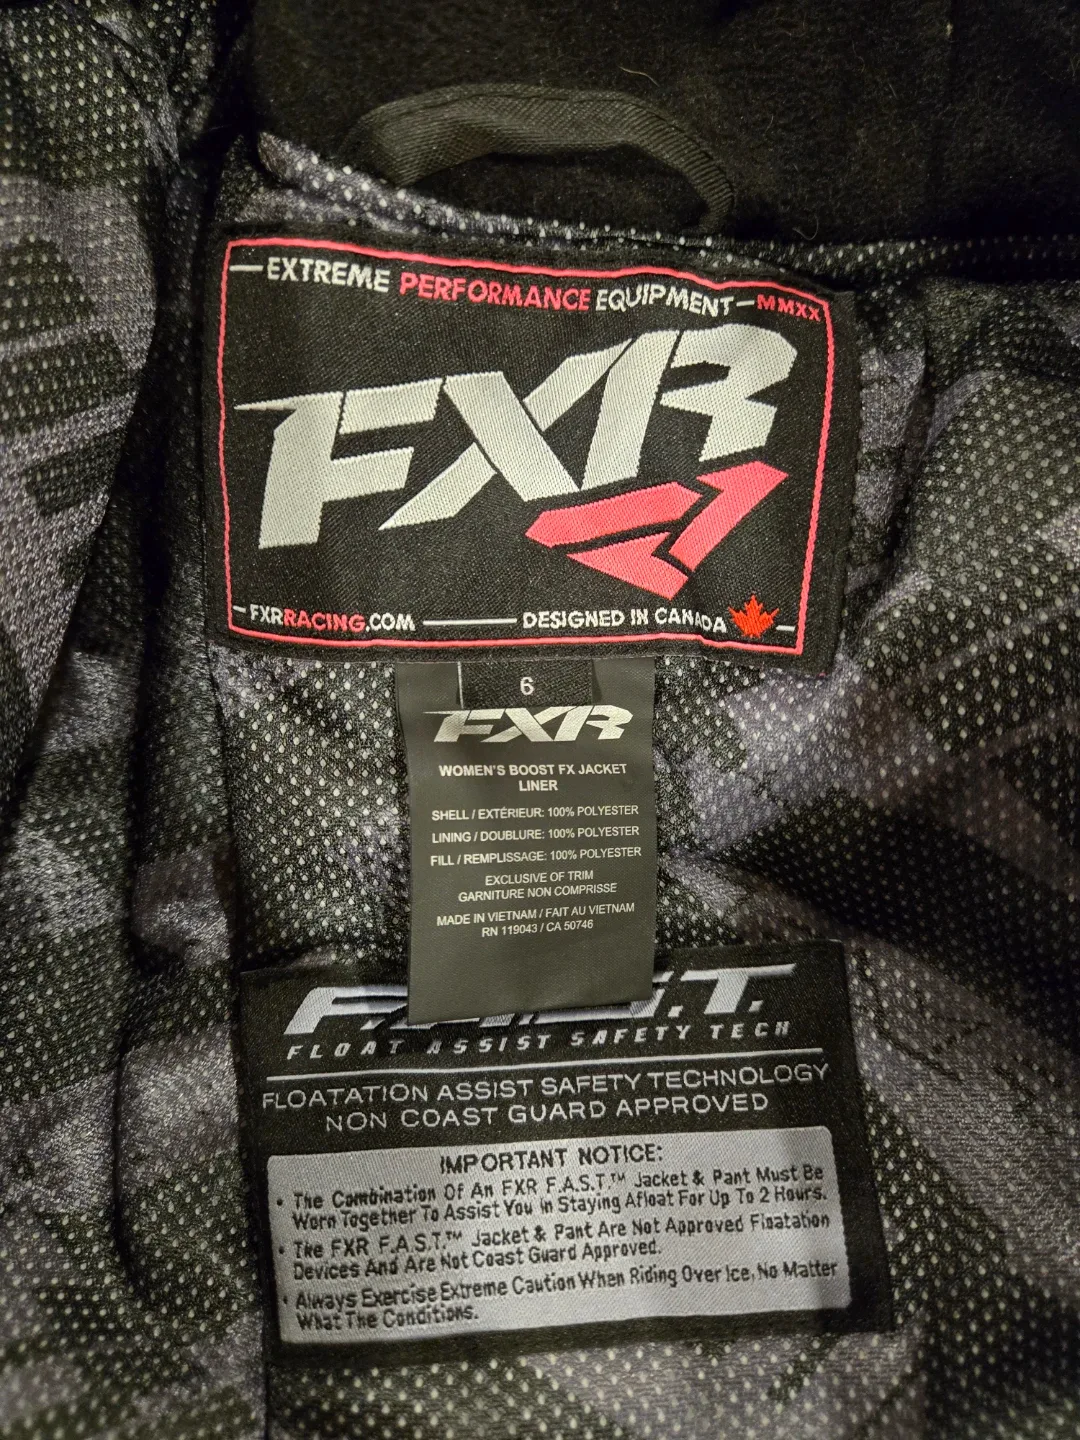 EXTREME PERFORMANCE EQUIPMENT MMXX
FXR
FXRRACING.COM DESIGNED IN CANADA
6
FXR
WOMEN'S BOOST FX JACKET
LINER
SHELL / EXTÉRIEUR: 100% POLYESTER
LINING / DOUBLURE: 100% POLYESTER
FILL / REMPLISSAGE: 100% POLYESTER
EXCLUSIVE OF TRIM
GARNITURE NON COMPRISSE
MADE IN VIETNAM / FAIT AU VIETNAM
RN 119043 / CA 50746
F.A.S.T.
FLOAT ASSIST SAFETY TECH
FLOATATION ASSIST SAFETY TECHNOLOGY
NON COAST GUARD APPROVED
IMPORTANT NOTICE:
• The Combination Of An FXR F.A.S.T.™ Jacket & Pant Must Be
Worn Together To Assist You In Staying Afloat For Up To 2 Hours.
• The FXR F.A.S.T.™ Jacket & Pant Are Not Approved Floatation
Devices And Are Not Coast Guard Approved.
• Always Exercise Extreme Caution When Riding Over Ice, No Matter
What The Conditions.